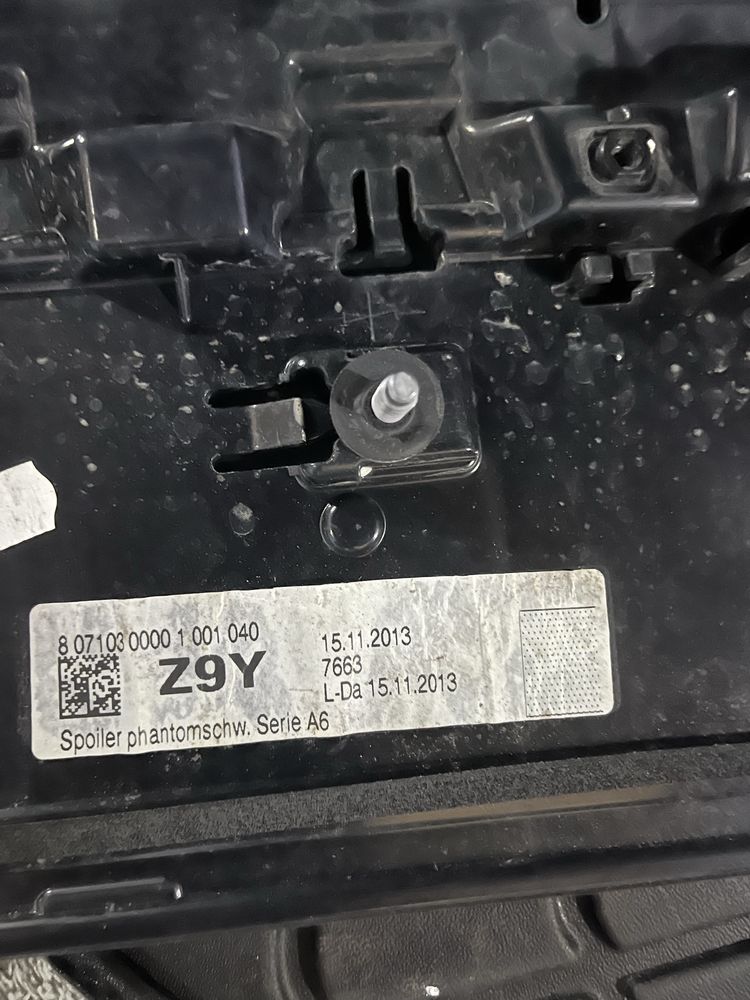 8 07103 0000 1 001 040
Z9Y
Spoiler phantomschw. Serie A6
15.11.2013
7663
L-Da 15.11.2013